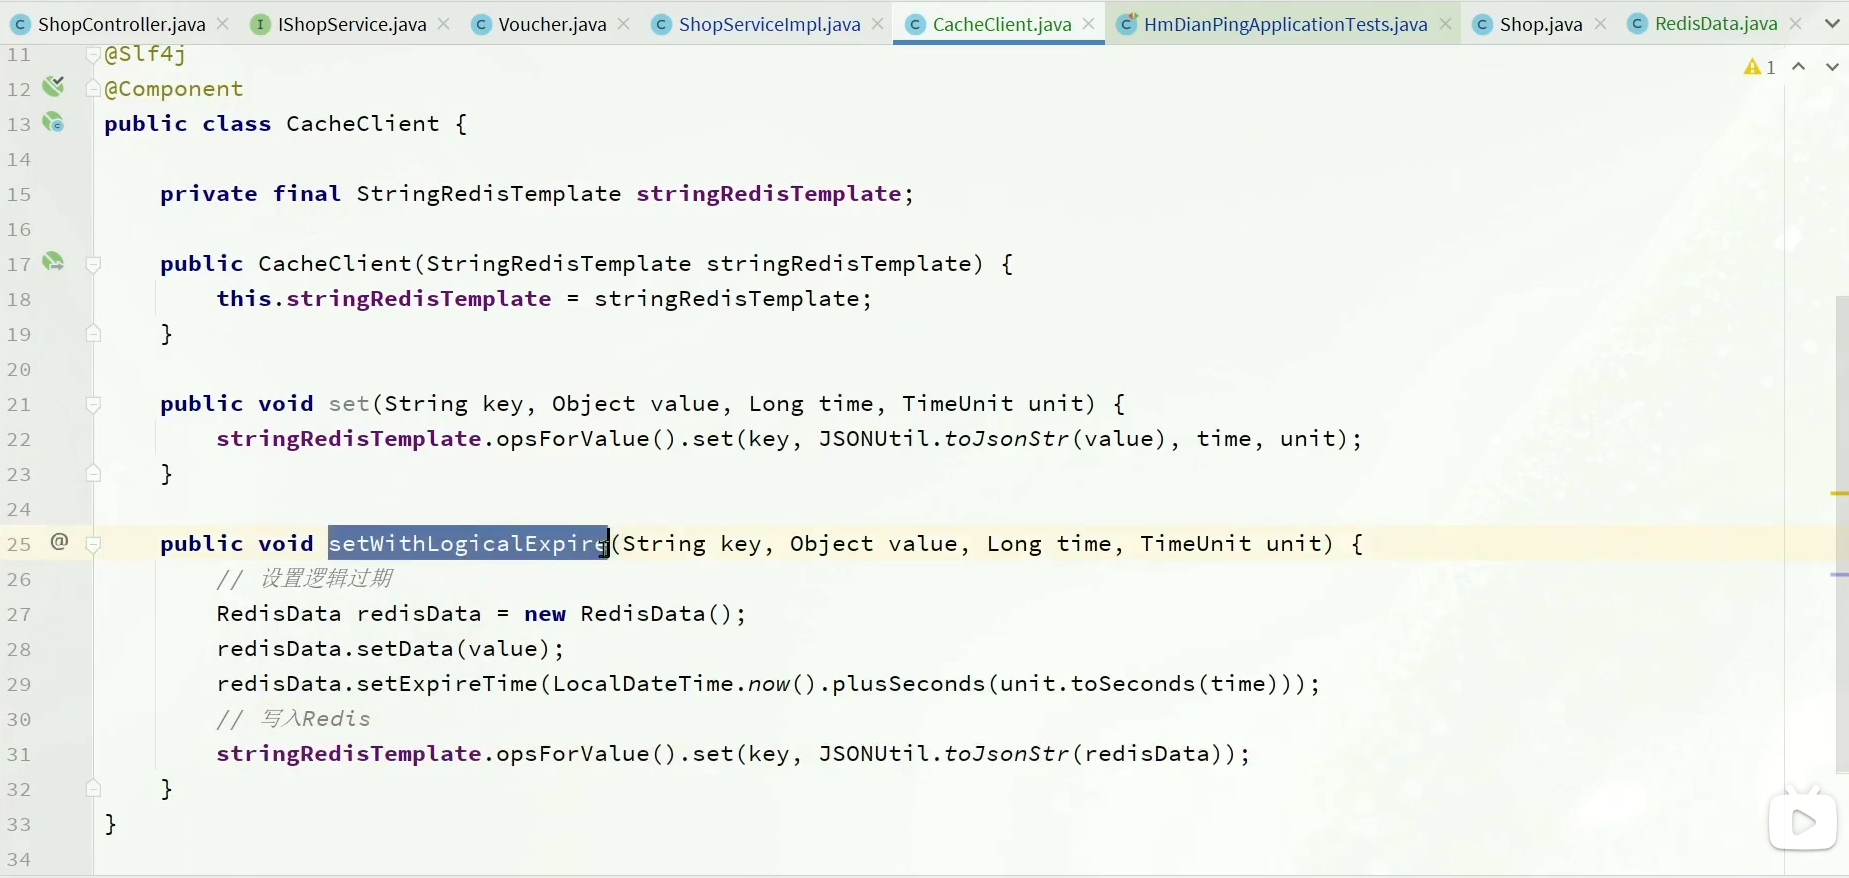 ShopController.java IShopService.java Voucher.java ShopServiceImpl.java CacheClient.java HmDianPingApplicationTests.java Shop.java RedisData.java
11 @Slf4j
1
12 @Component
13 public class CacheClient {
14
15 private final StringRedisTemplate stringRedisTemplate;
16
17 public CacheClient(StringRedisTemplate stringRedisTemplate) {
18 this.stringRedisTemplate = stringRedisTemplate;
19 }
20
21 public void set(String key, Object value, Long time, TimeUnit unit) {
22 stringRedisTemplate.opsForValue().set(key, JSONUtil.toJsonStr(value), time, unit);
23 }
24
25 @ public void setWithLogicalExpire(String key, Object value, Long time, TimeUnit unit) {
26 // 设置逻辑过期
27 RedisData redisData = new RedisData();
28 redisData.setData(value);
29 redisData.setExpireTime(LocalDateTime.now().plusSeconds(unit.toSeconds(time)));
30 // 写入Redis
31 stringRedisTemplate.opsForValue().set(key, JSONUtil.toJsonStr(redisData));
32 }
33 }
34